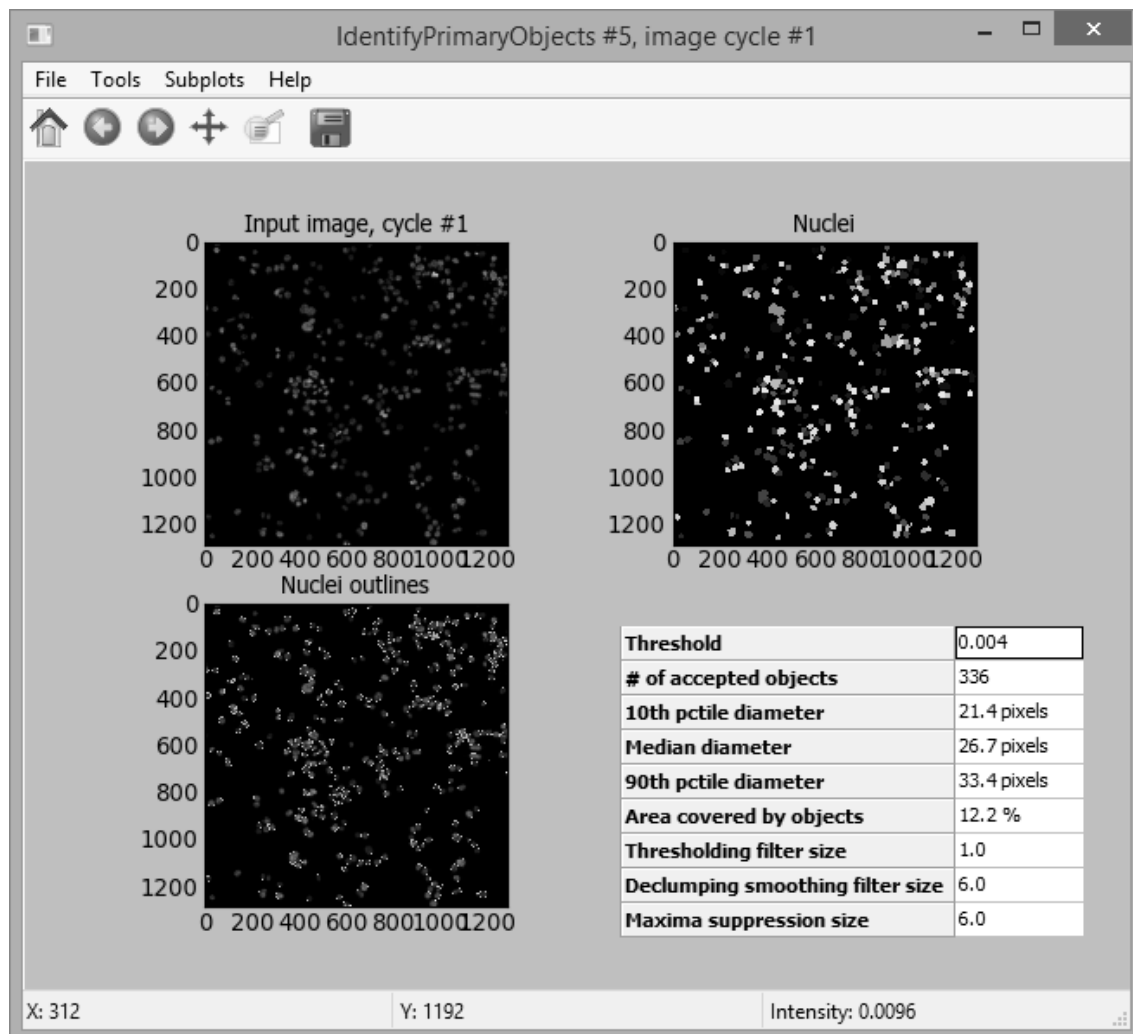 IdentifyPrimaryObjects #5, image cycle #1
File Tools Subplots Help
Input image, cycle #1
0
200
400
600
800
1000
1200
0 200 400 600 800 1000 1200
Nuclei
0
200
400
600
800
1000
1200
0 200 400 600 800 1000 1200
Nuclei outlines
0
200
400
600
800
1000
1200
0 200 400 600 800 1000 1200
Threshold 0.004
# of accepted objects 336
10th pctile diameter 21.4 pixels
Median diameter 26.7 pixels
90th pctile diameter 33.4 pixels
Area covered by objects 12.2 %
Thresholding filter size 1.0
Declumping smoothing filter size 6.0
Maxima suppression size 6.0
X: 312 Y: 1192 Intensity: 0.0096